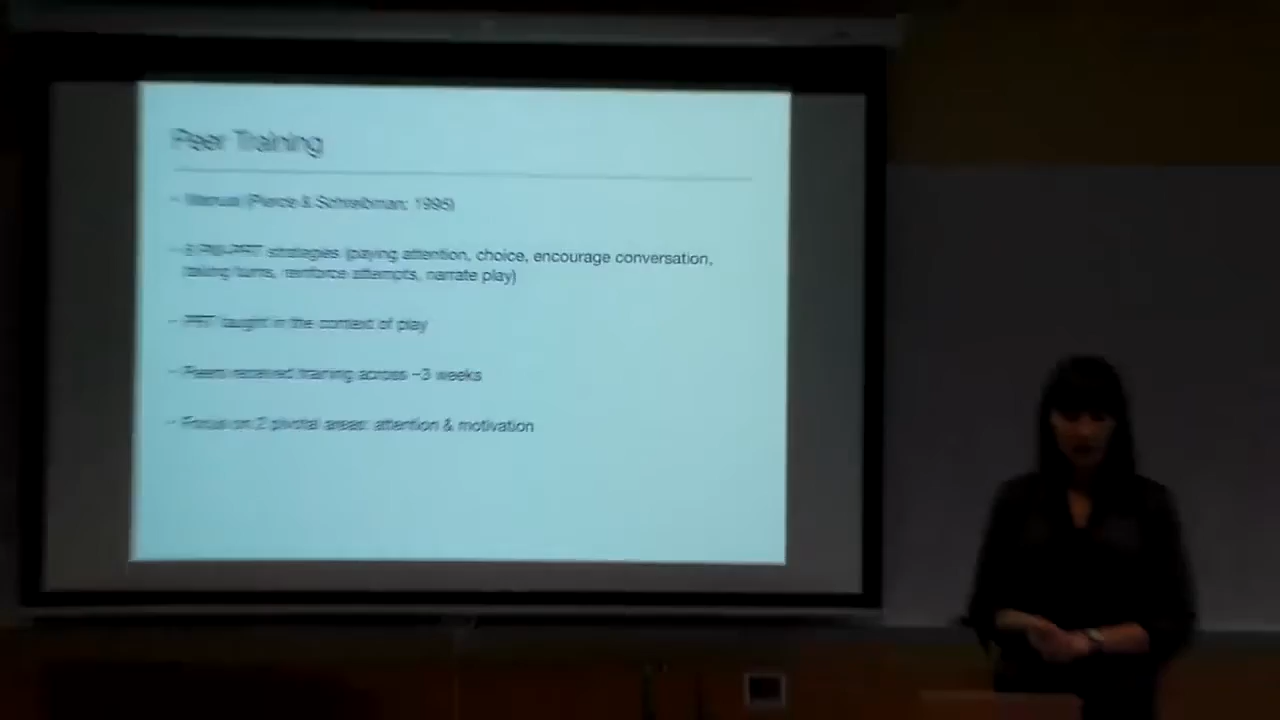 Peer Training
- Manual (Pierce & Schreibman, 1995)
strategies (paying attention, choice, encourage conversation,
taking turns, reinforce attempts, narrate play)
- PRT taught in the context of play
- Peers received training across ~3 weeks
- Focus on 2 pivotal areas: attention & motivation